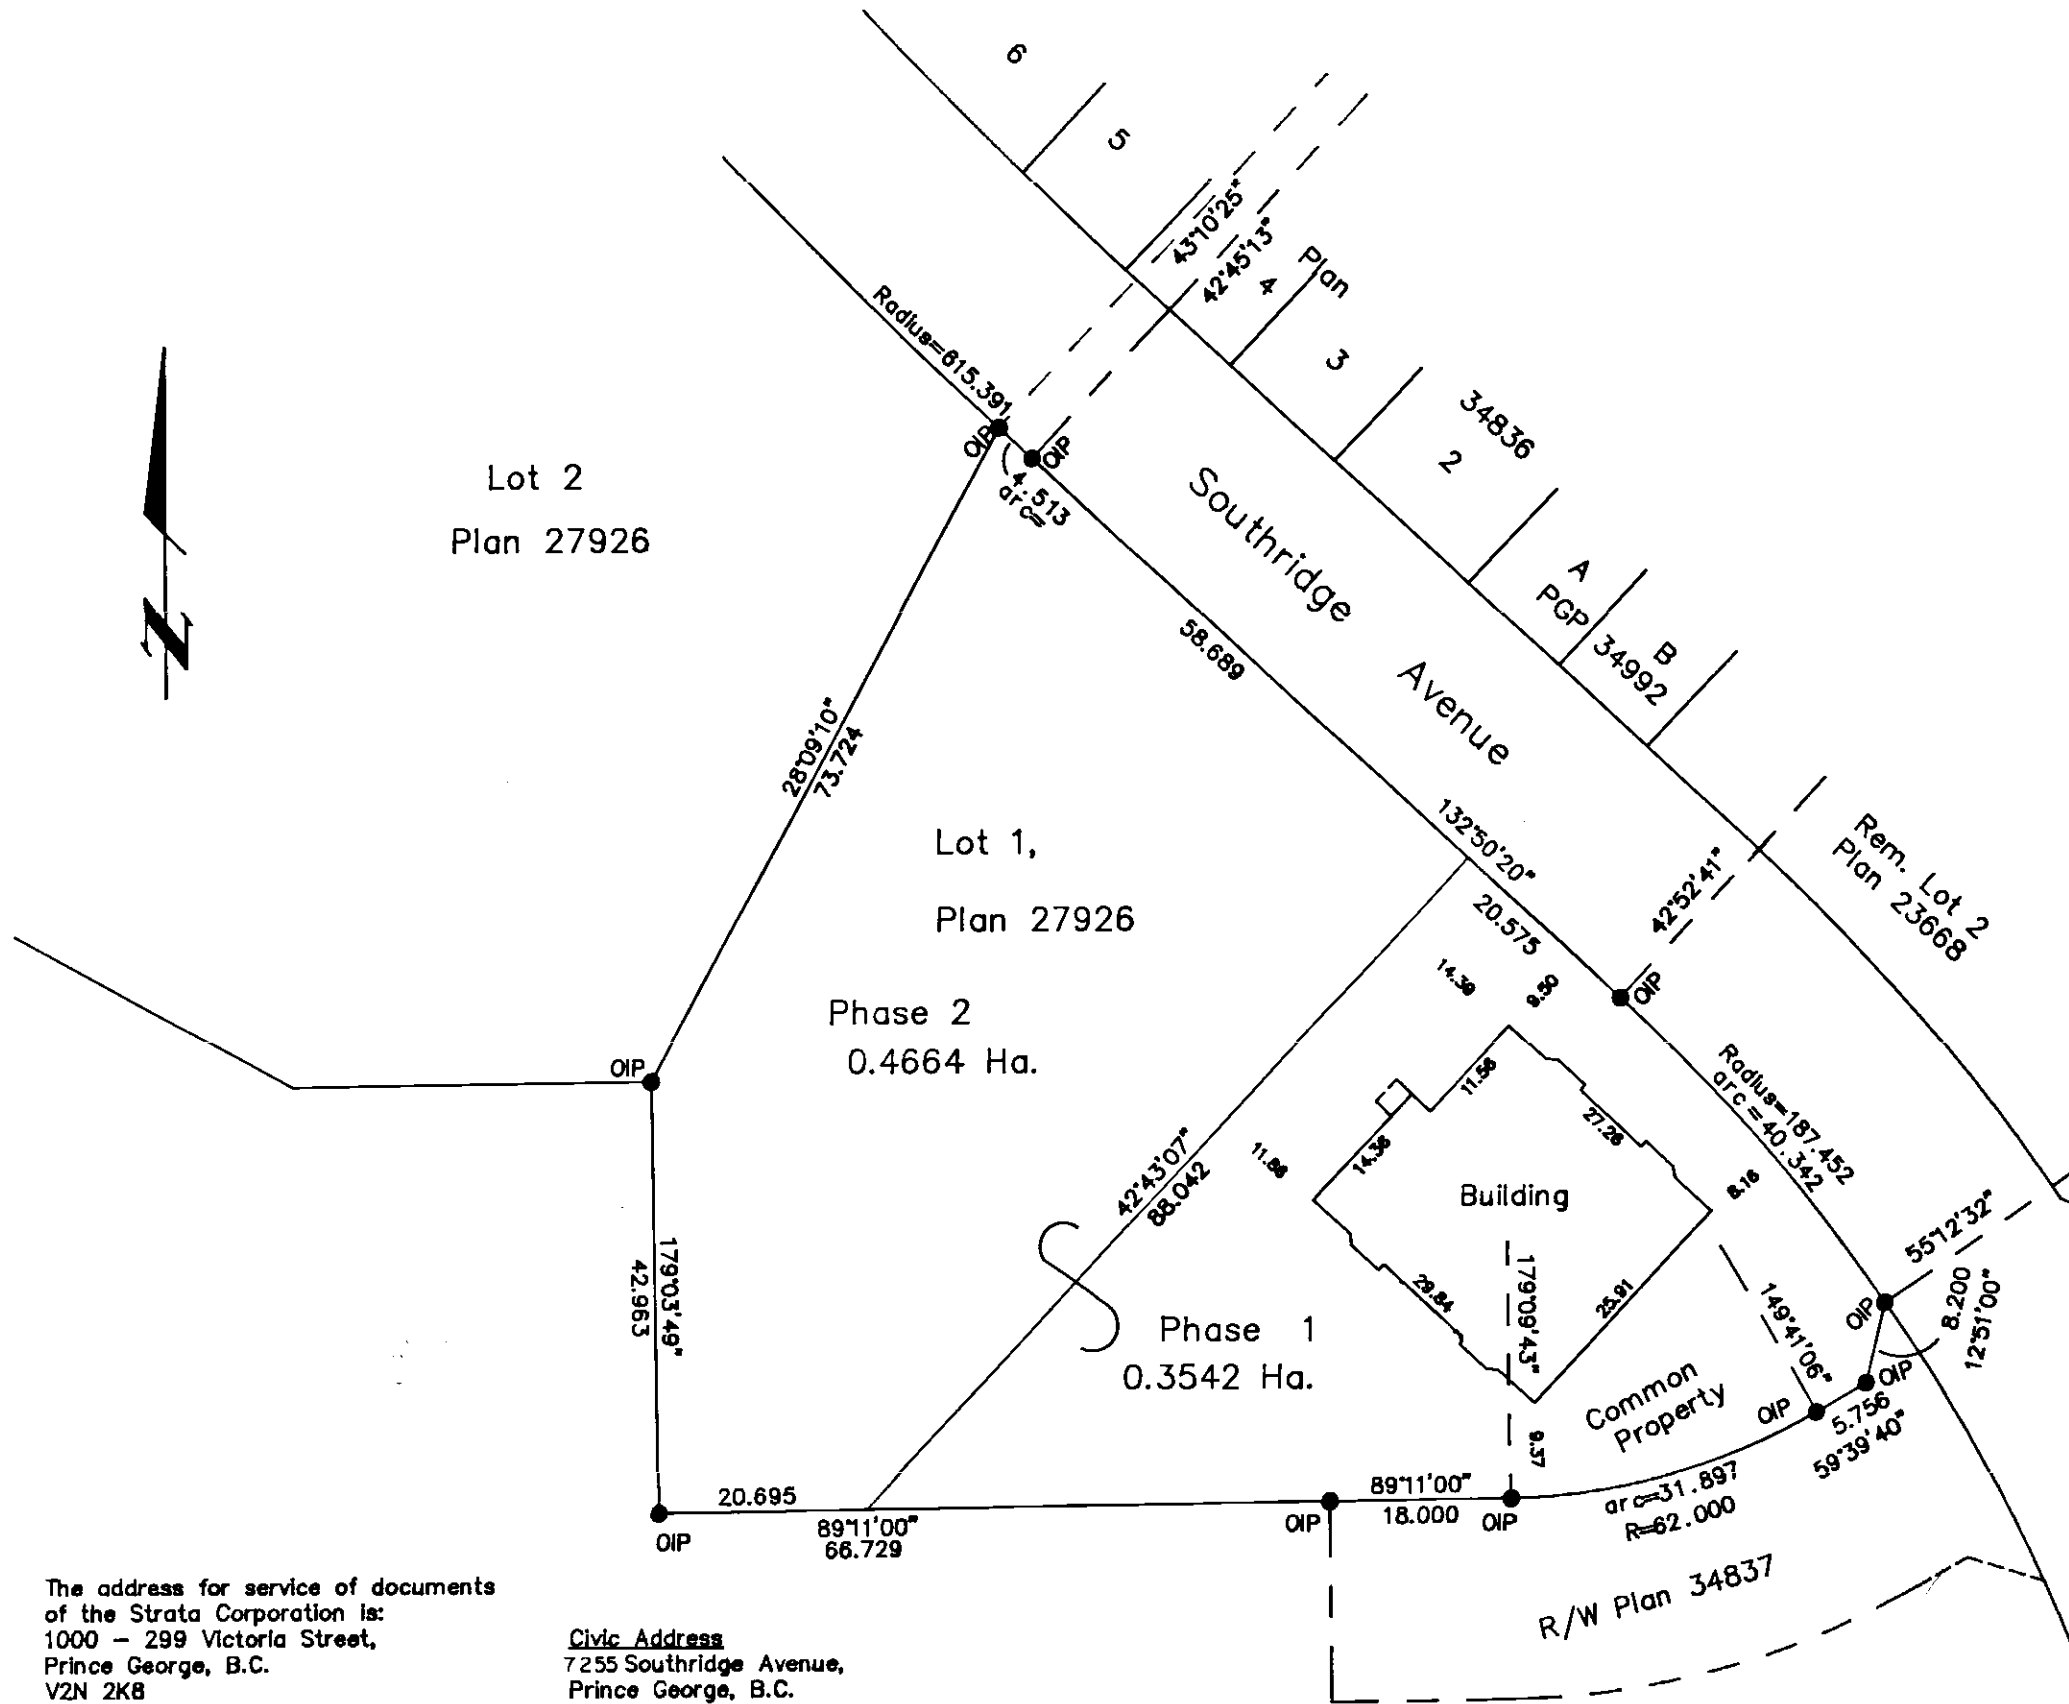 6
5
43°10'25"
42°45'13"
Plan
4
3
34836
2
Radius=615.391
OIP
OIP
4.513
arc=
Lot 2
Plan 27926
Southridge
Avenue
A
PGP 34992
B
58.689
N
28°09'10"
73.724
132°50'20"
20.575
42°52'41"
Rem. Lot 2
Plan 23668
Lot 1,
Plan 27926
14.39
9.50
OIP
Phase 2
0.4664 Ha.
OIP
Radius=187.452
arc=40.342
11.56
27.26
14.36
11.86
42°43'07"
88.042
Building
8.16
55°12'32"
179°03'49"
42.963
29.84
179°09'43"
25.91
149°41'06"
OIP
8.200
12°51'00"
Phase 1
0.3542 Ha.
Common
Property
OIP
OIP
5.756
59°39'40"
9.37
20.695
89°11'00"
66.729
OIP
OIP
89°11'00"
18.000
OIP
arc=31.897
R=62.000
R/W Plan 34837
The address for service of documents
of the Strata Corporation is:
1000 - 299 Victoria Street,
Prince George, B.C.
V2N 2K8
Civic Address
7255 Southridge Avenue,
Prince George, B.C.